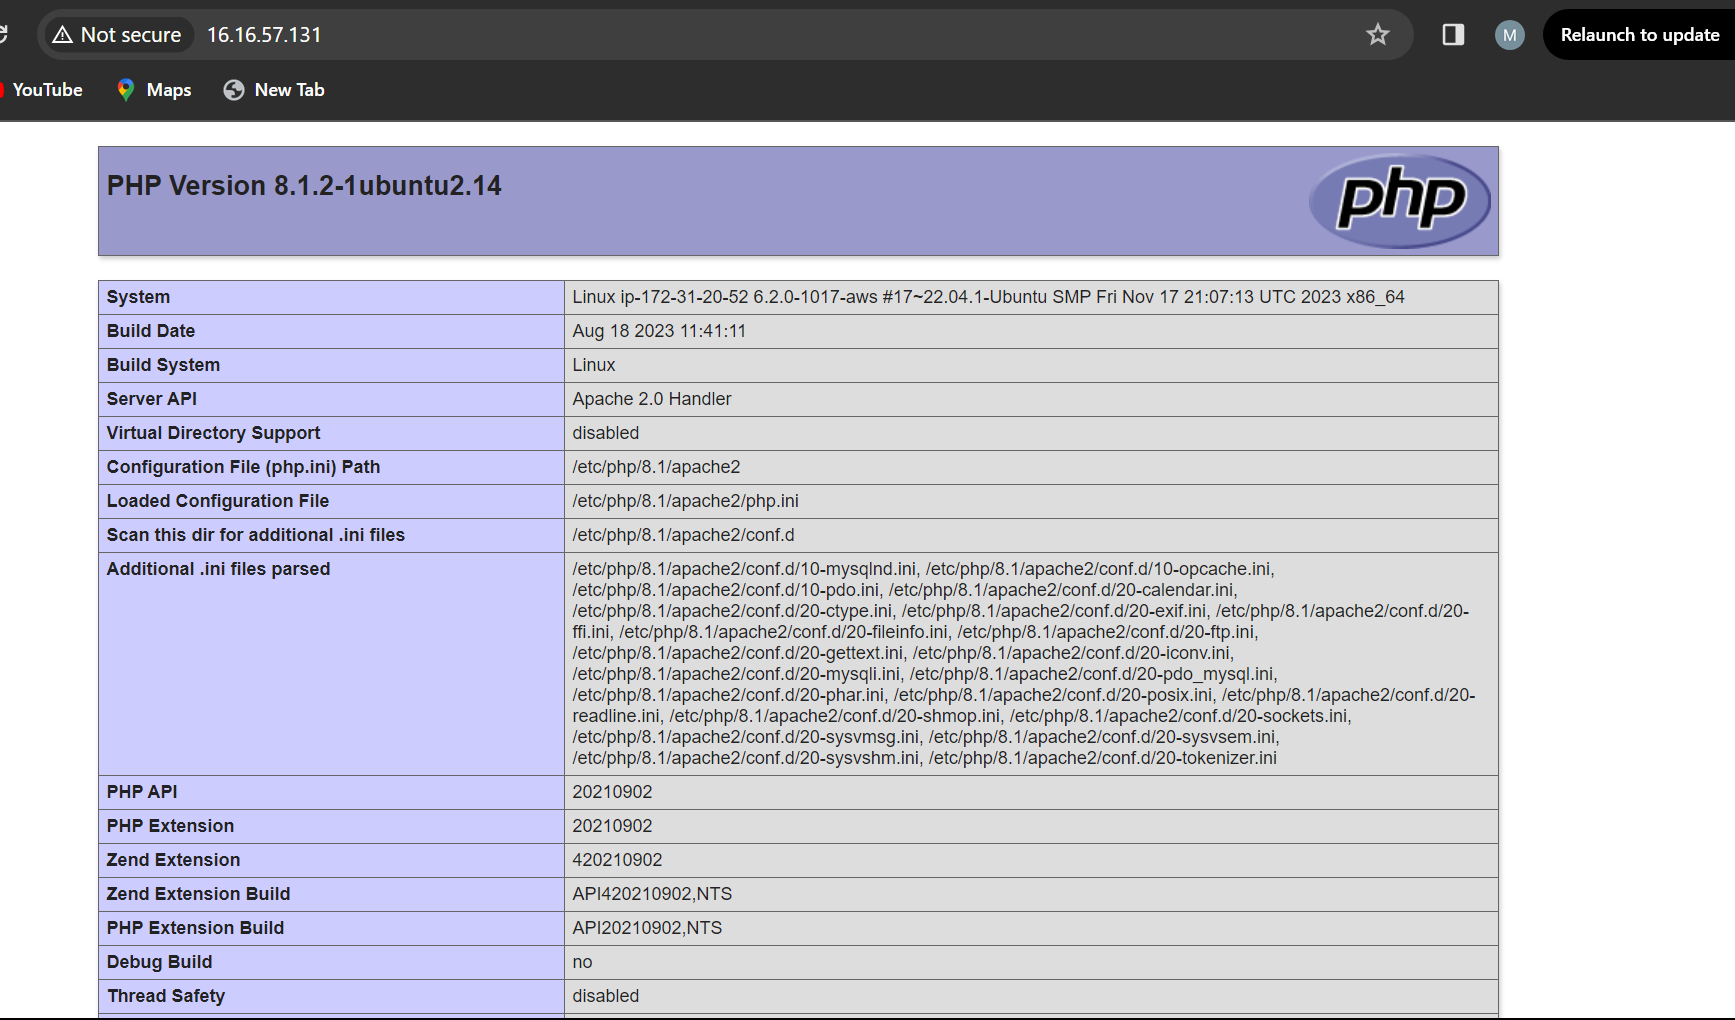 Not secure 16.16.57.131 M Relaunch to update
YouTube Maps New Tab
PHP Version 8.1.2-1ubuntu2.14 php
System Linux ip-172-31-20-52 6.2.0-1017-aws #17~22.04.1-Ubuntu SMP Fri Nov 17 21:07:13 UTC 2023 x86_64
Build Date Aug 18 2023 11:41:11
Build System Linux
Server API Apache 2.0 Handler
Virtual Directory Support disabled
Configuration File (php.ini) Path /etc/php/8.1/apache2
Loaded Configuration File /etc/php/8.1/apache2/php.ini
Scan this dir for additional .ini files /etc/php/8.1/apache2/conf.d
Additional .ini files parsed /etc/php/8.1/apache2/conf.d/10-mysqlnd.ini, /etc/php/8.1/apache2/conf.d/10-opcache.ini,
/etc/php/8.1/apache2/conf.d/10-pdo.ini, /etc/php/8.1/apache2/conf.d/20-calendar.ini,
/etc/php/8.1/apache2/conf.d/20-ctype.ini, /etc/php/8.1/apache2/conf.d/20-exif.ini, /etc/php/8.1/apache2/conf.d/20-
ffi.ini, /etc/php/8.1/apache2/conf.d/20-fileinfo.ini, /etc/php/8.1/apache2/conf.d/20-ftp.ini,
/etc/php/8.1/apache2/conf.d/20-gettext.ini, /etc/php/8.1/apache2/conf.d/20-iconv.ini,
/etc/php/8.1/apache2/conf.d/20-mysqli.ini, /etc/php/8.1/apache2/conf.d/20-pdo_mysql.ini,
/etc/php/8.1/apache2/conf.d/20-phar.ini, /etc/php/8.1/apache2/conf.d/20-posix.ini, /etc/php/8.1/apache2/conf.d/20-
readline.ini, /etc/php/8.1/apache2/conf.d/20-shmop.ini, /etc/php/8.1/apache2/conf.d/20-sockets.ini,
/etc/php/8.1/apache2/conf.d/20-sysvmsg.ini, /etc/php/8.1/apache2/conf.d/20-sysvsem.ini,
/etc/php/8.1/apache2/conf.d/20-sysvshm.ini, /etc/php/8.1/apache2/conf.d/20-tokenizer.ini
PHP API 20210902
PHP Extension 20210902
Zend Extension 420210902
Zend Extension Build API420210902,NTS
PHP Extension Build API20210902,NTS
Debug Build no
Thread Safety disabled